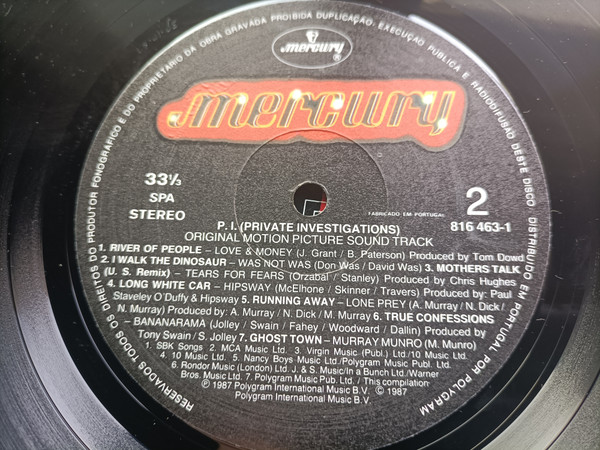 RESERVADOS TODOS OS DIREITOS DO PRODUTOR FONOGRÁFICO E DO PROPRIETÁRIO DA OBRA GRAVADA PROIBIDA DUPLICAÇÃO, EXECUÇÃO PÚBLICA E RADIODIFUSÃO DESTE DISCO DISTRIBUÍDO EM PORTUGAL POR POLYGRAM
mercury
®
mercury
33⅓
SPA
STEREO
FABRICADO EM PORTUGAL
2
816 463-1
P. I. (PRIVATE INVESTIGATIONS)
ORIGINAL MOTION PICTURE SOUND TRACK
1. RIVER OF PEOPLE – LOVE & MONEY (J. Grant / B. Paterson) Produced by Tom Dowd
2. I WALK THE DINOSAUR – WAS NOT WAS (Don Was / David Was) 3. MOTHERS TALK
(U. S. Remix) – TEARS FOR FEARS (Orzabal / Stanley) Produced by Chris Hughes
4. LONG WHITE CAR – HIPSWAY (McElhone / Skinner / Travers) Produced by: Paul
Staveley O'Duffy & Hipsway 5. RUNNING AWAY – LONE PREY (A. Murray / N. Dick /
N. Murray) Produced by: A. Murray / N. Dick / M. Murray 6. TRUE CONFESSIONS
– BANANARAMA (Jolley / Swain / Fahey / Woodward / Dallin) Produced by
Tony Swain / S. Jolley 7. GHOST TOWN – MURRAY MUNRO (M. Munro)
1. SBK Songs 2. MCA Music Ltd. 3. Virgin Music (Publ.) Ltd/10 Music Ltd.
4. 10 Music Ltd. 5. Nancy Boys Music Ltd./Polygram Music Publ. Ltd.
6. Rondor Music (London) Ltd. J. & S. Music/In a Bunch Ltd./Warner
Bros. Music Ltd. 7. Polygram Music Pub. Ltd. / This compilation
℗ 1987 Polygram International Music B.V. © 1987
Polygram International Music B.V.